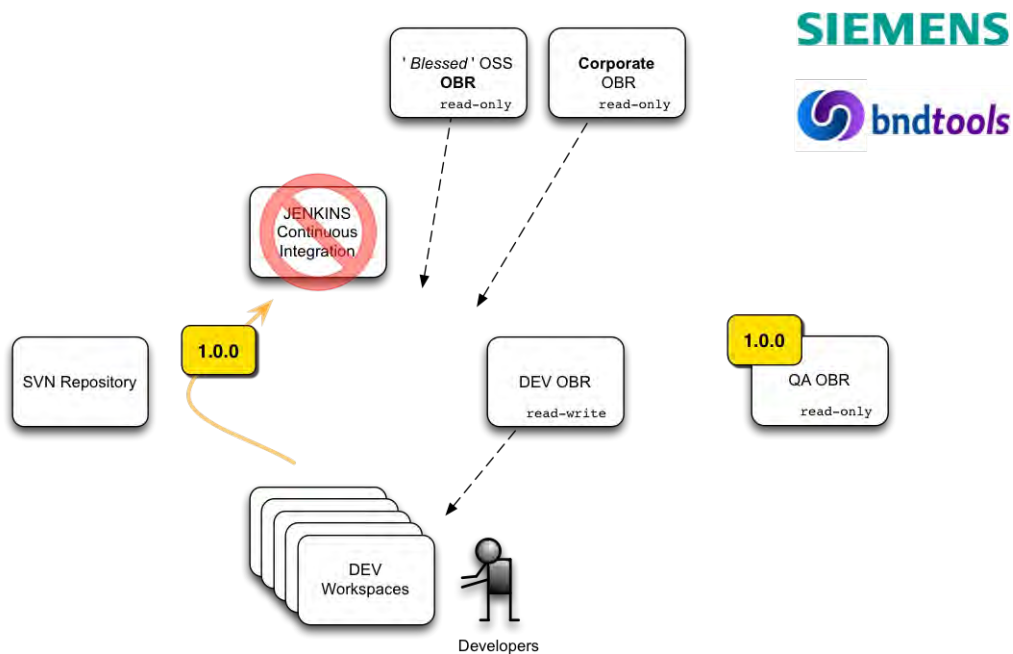 SIEMENS
bndtools
' Blessed ' OSS
OBR
read-only
Corporate
OBR
read-only
JENKINS
Continuous
Integration
1.0.0
SVN Repository
DEV OBR
read-write
1.0.0
QA OBR
read-only
DEV
Workspaces
Developers